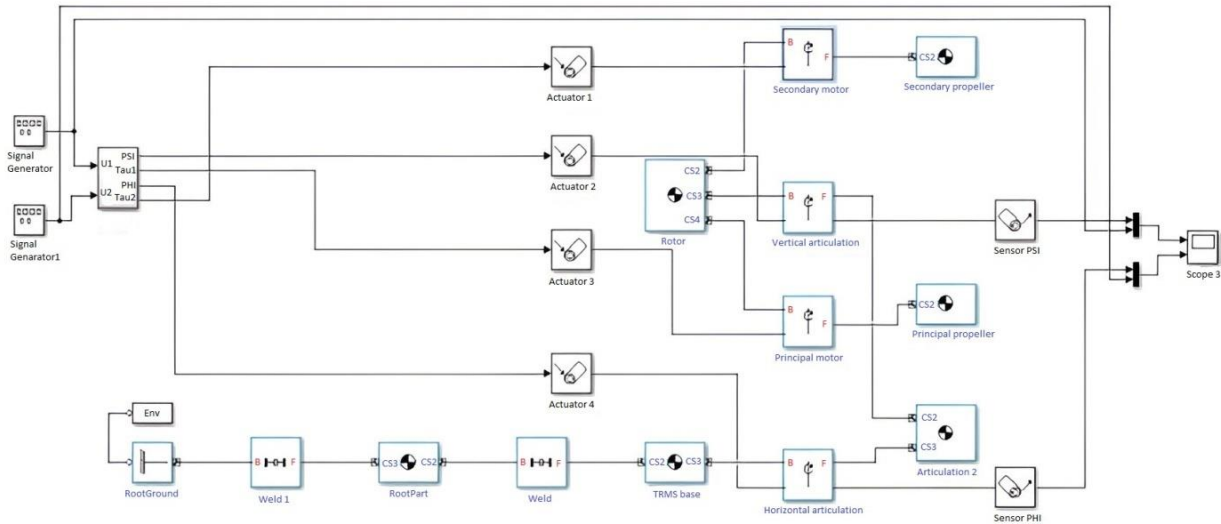 B
F
CS2
Secondary motor
Secondary propeller
Actuator 1
Signal
Generator
U1
U2
PSI
Tau1
PHI
Tau2
Actuator 2
CS2
CS3
CS4
Rotor
B
F
Vertical articulation
Sensor PSI
Signal
Genarator1
Scope 3
Actuator 3
B
F
CS2
Principal motor
Principal propeller
Actuator 4
Env
CS2
CS3
Articulation 2
RootGround
B
F
Weld 1
CS3
CS2
RootPart
B
F
Weld
CS2
CS3
TRMS base
B
F
Horizontal articulation
Sensor PHI